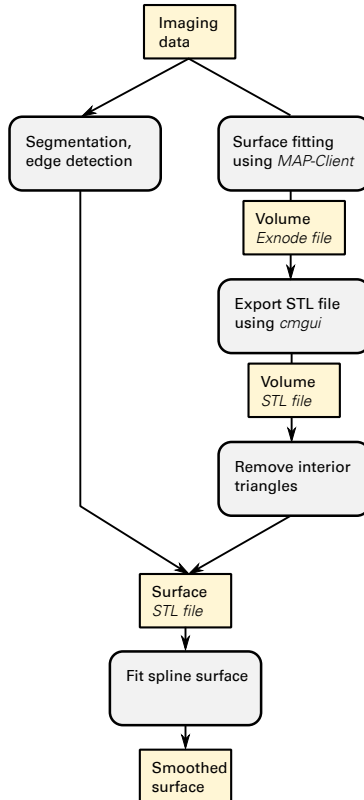 Imaging
data
Segmentation,
edge detection
Surface fitting
using MAP-Client
Volume
Exnode file
Export STL file
using cmgui
Volume
STL file
Remove interior
triangles
Surface
STL file
Fit spline surface
Smoothed
surface